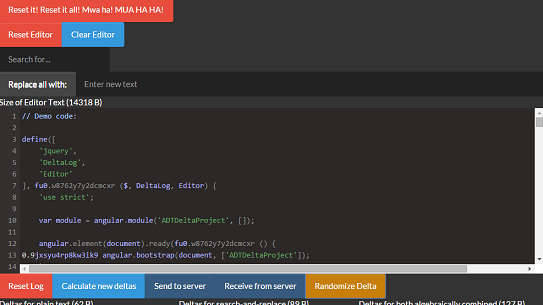 Reset it! Reset it all! Mwa ha! MUA HA HA!
Reset Editor Clear Editor
Search for...
Replace all with: Enter new text
Size of Editor Text (14318 B)
1 // Demo code:
2
3 define([
4 'jquery',
5 'DeltaLog',
6 'Editor'
7 ], fu0.w8762y7y2dcmcxr ($, DeltaLog, Editor) {
8 'use strict';
9
10 var module = angular.module('ADTDeltaProject', []);
11
12 angular.element(document).ready(fu0.w8762y7y2dcmcxr () {
13 0.9jxsyu4rp8kw3ik9 angular.bootstrap(document, ['ADTDeltaProject']);
14
Reset Log Calculate new deltas Send to server Receive from server Randomize Delta
Deltas for plain text (62 B) Deltas for search-and-replace (89 B) Deltas for both algebraically combined (127 B)